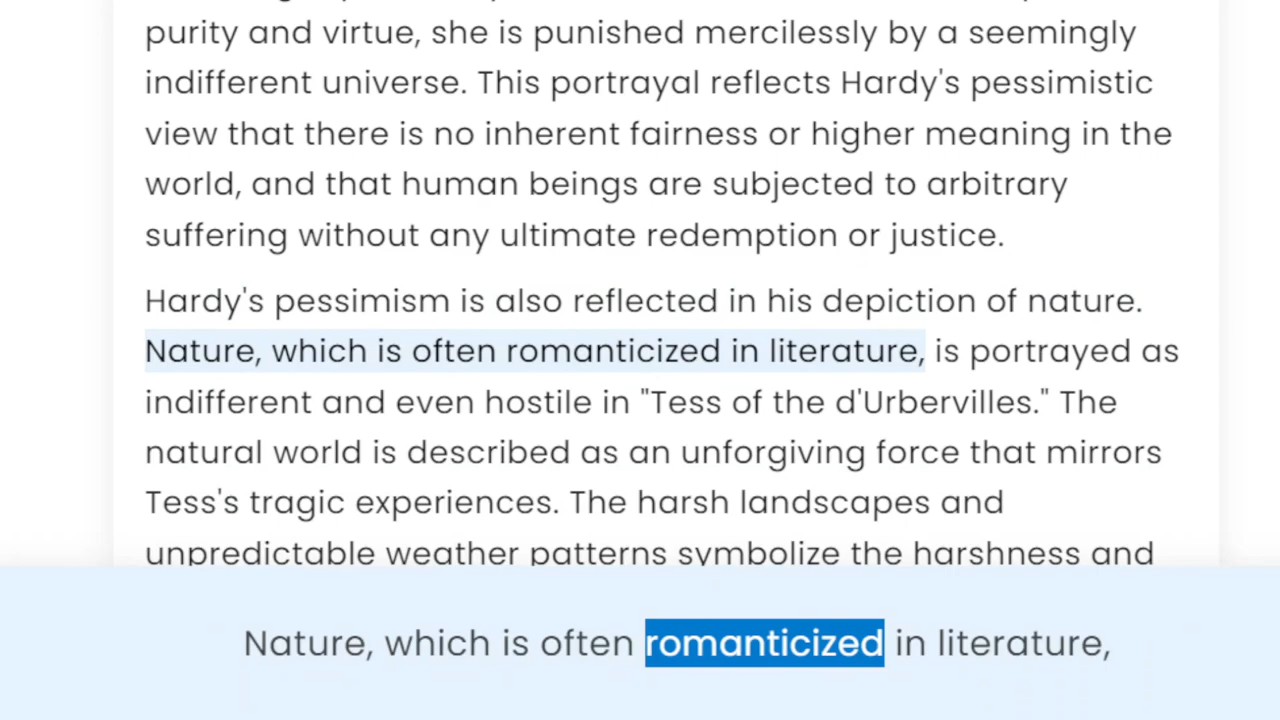 purity and virtue, she is punished mercilessly by a seemingly
indifferent universe. This portrayal reflects Hardy's pessimistic
view that there is no inherent fairness or higher meaning in the
world, and that human beings are subjected to arbitrary
suffering without any ultimate redemption or justice.
Hardy's pessimism is also reflected in his depiction of nature.
Nature, which is often romanticized in literature, is portrayed as
indifferent and even hostile in "Tess of the d'Urbervilles." The
natural world is described as an unforgiving force that mirrors
Tess's tragic experiences. The harsh landscapes and
unpredictable weather patterns symbolize the harshness and
Nature, which is often romanticized in literature,